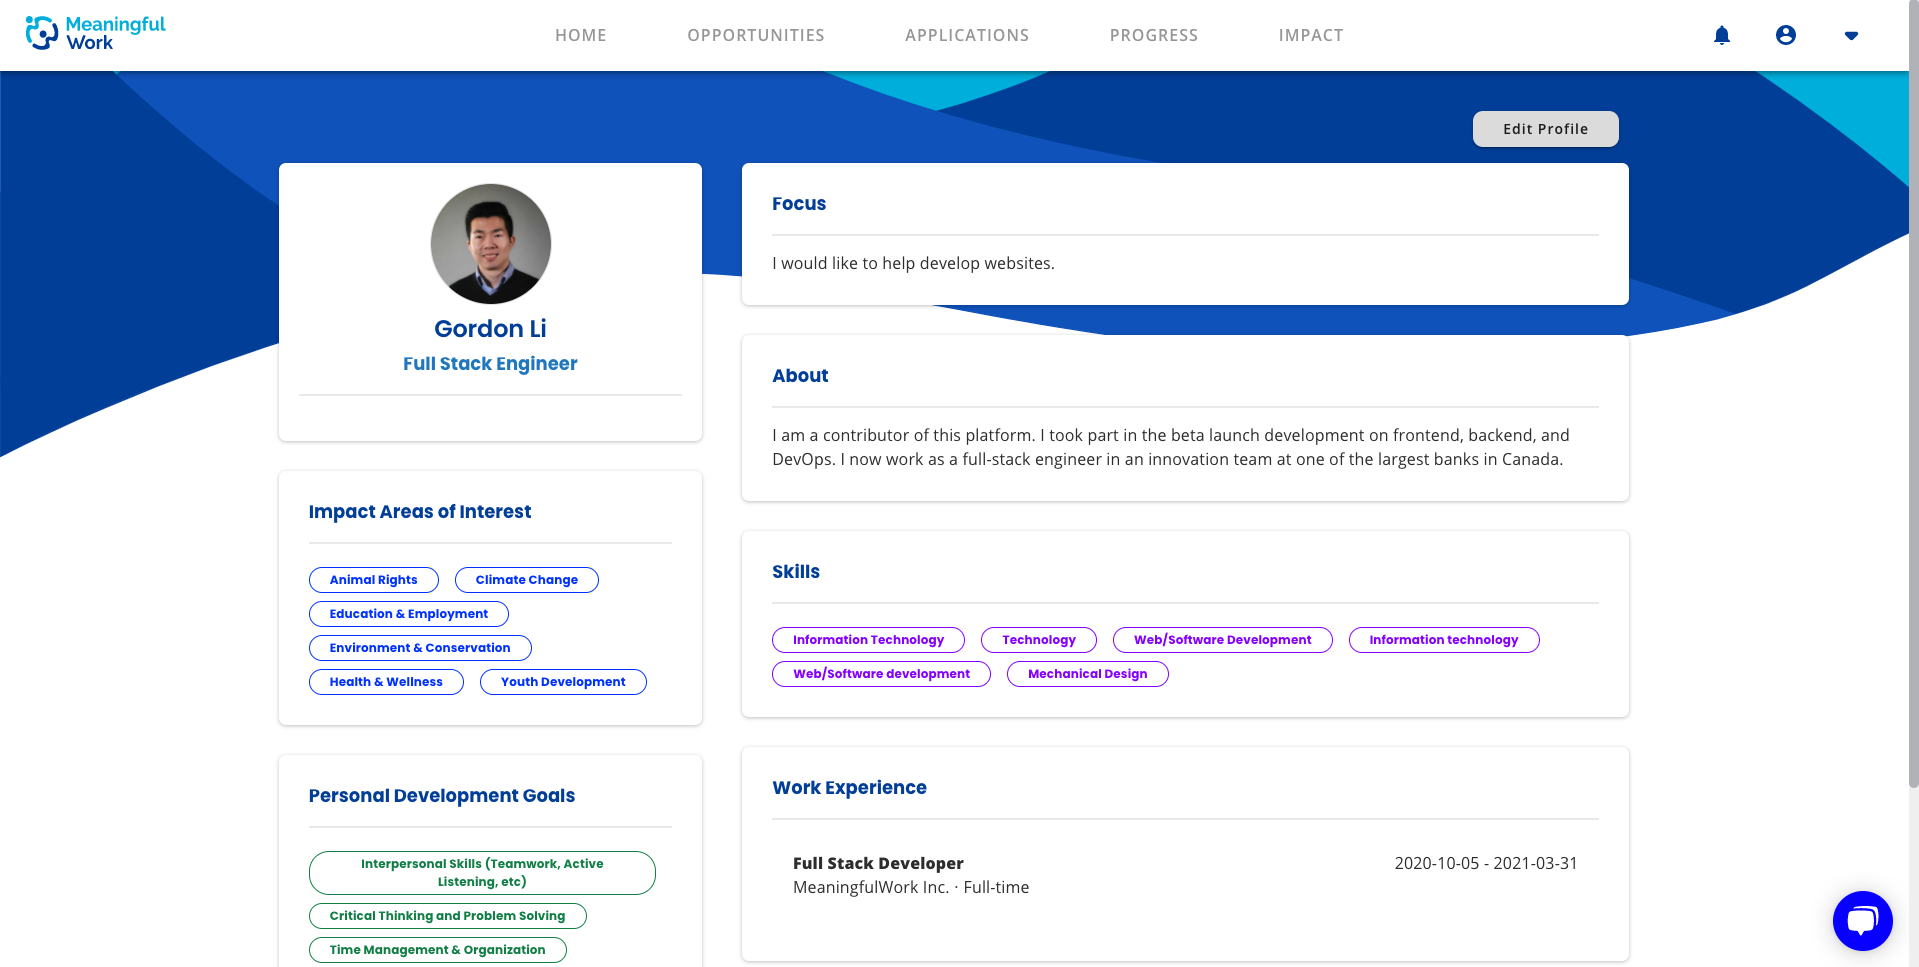 Meaningful
Work
HOME
OPPORTUNITIES
APPLICATIONS
PROGRESS
IMPACT
Edit Profile
Gordon Li
Full Stack Engineer
Impact Areas of Interest
Animal Rights
Climate Change
Education & Employment
Environment & Conservation
Health & Wellness
Youth Development
Personal Development Goals
Interpersonal Skills (Teamwork, Active
Listening, etc)
Critical Thinking and Problem Solving
Time Management & Organization
Focus
I would like to help develop websites.
About
I am a contributor of this platform. I took part in the beta launch development on frontend, backend, and
DevOps. I now work as a full-stack engineer in an innovation team at one of the largest banks in Canada.
Skills
Information Technology
Technology
Web/Software Development
Information technology
Web/Software development
Mechanical Design
Work Experience
Full Stack Developer
2020-10-05 - 2021-03-31
MeaningfulWork Inc. · Full-time